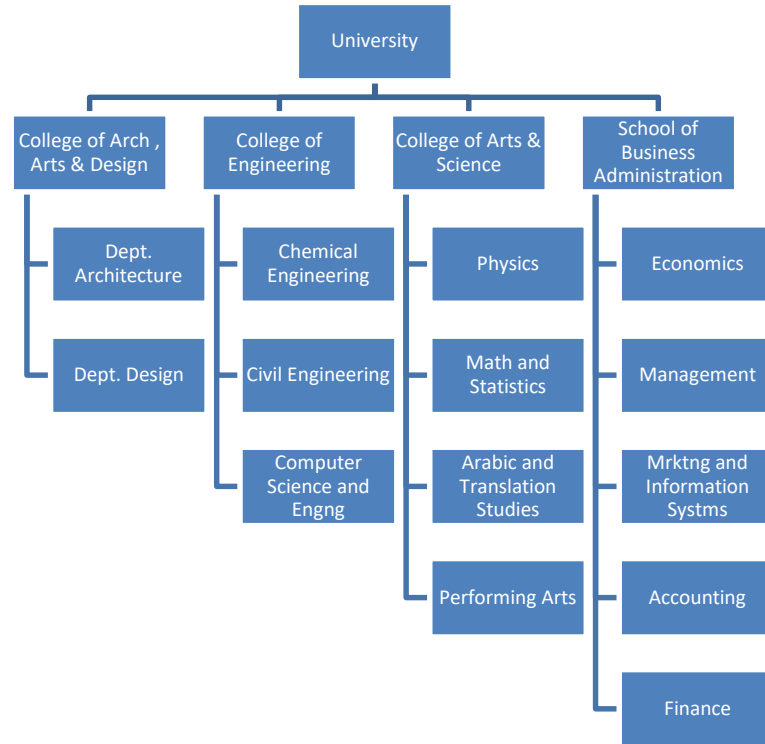 University
College of Arch ,
Arts & Design
College of
Engineering
College of Arts &
Science
School of
Business
Administration
Dept.
Architecture
Chemical
Engineering
Physics
Economics
Dept. Design
Civil Engineering
Math and
Statistics
Management
Computer
Science and
Engng
Arabic and
Translation
Studies
Mrktng and
Information
Systms
Performing Arts
Accounting
Finance